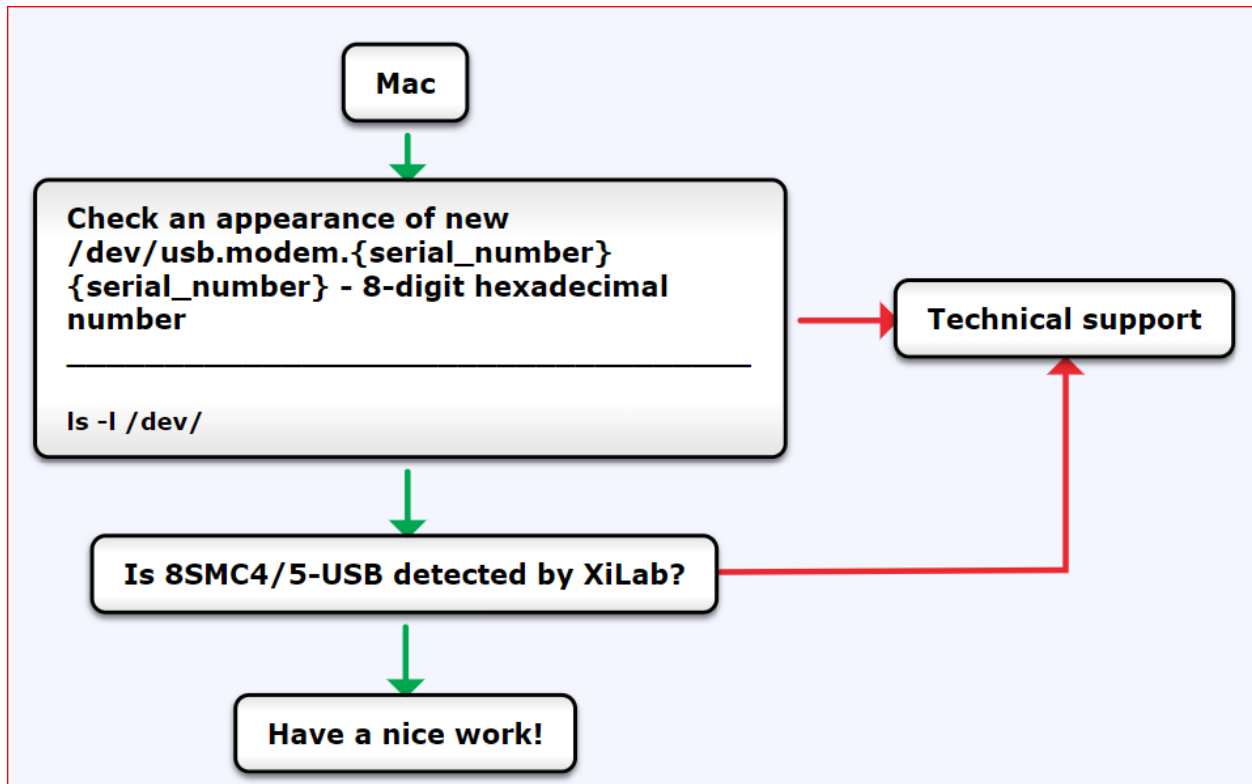 Mac
Check an appearance of new
/dev/usb.modem.{serial_number}
{serial_number} - 8-digit hexadecimal
number
ls -l /dev/
Technical support
Is 8SMC4/5-USB detected by XiLab?
Have a nice work!